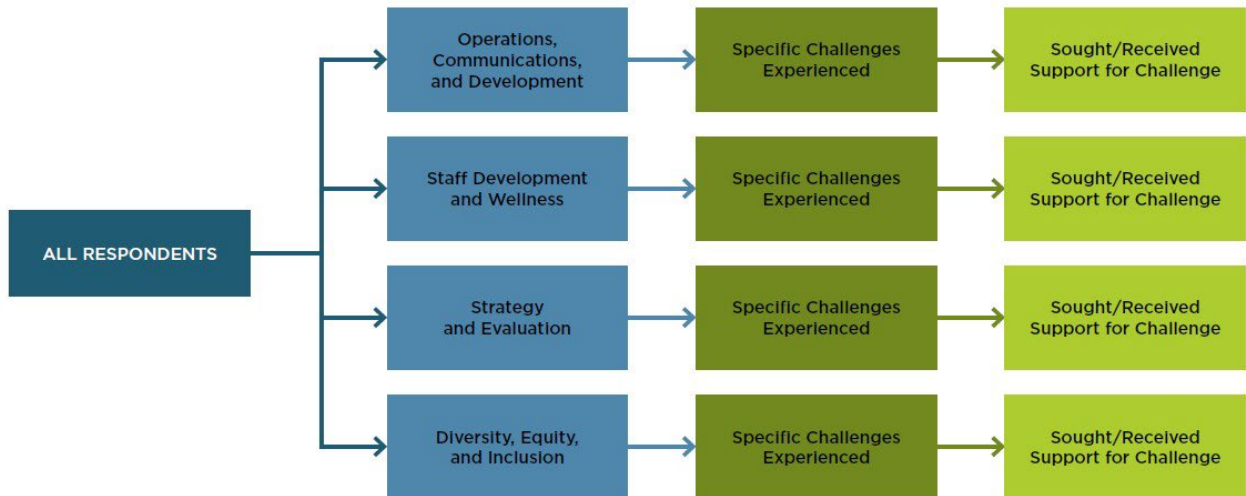 Operations,
Communications,
and Development
Specific Challenges
Experienced
Sought/Received
Support for Challenge
Staff Development
and Wellness
Specific Challenges
Experienced
Sought/Received
Support for Challenge
ALL RESPONDENTS
Strategy
and Evaluation
Specific Challenges
Experienced
Sought/Received
Support for Challenge
Diversity, Equity,
and Inclusion
Specific Challenges
Experienced
Sought/Received
Support for Challenge